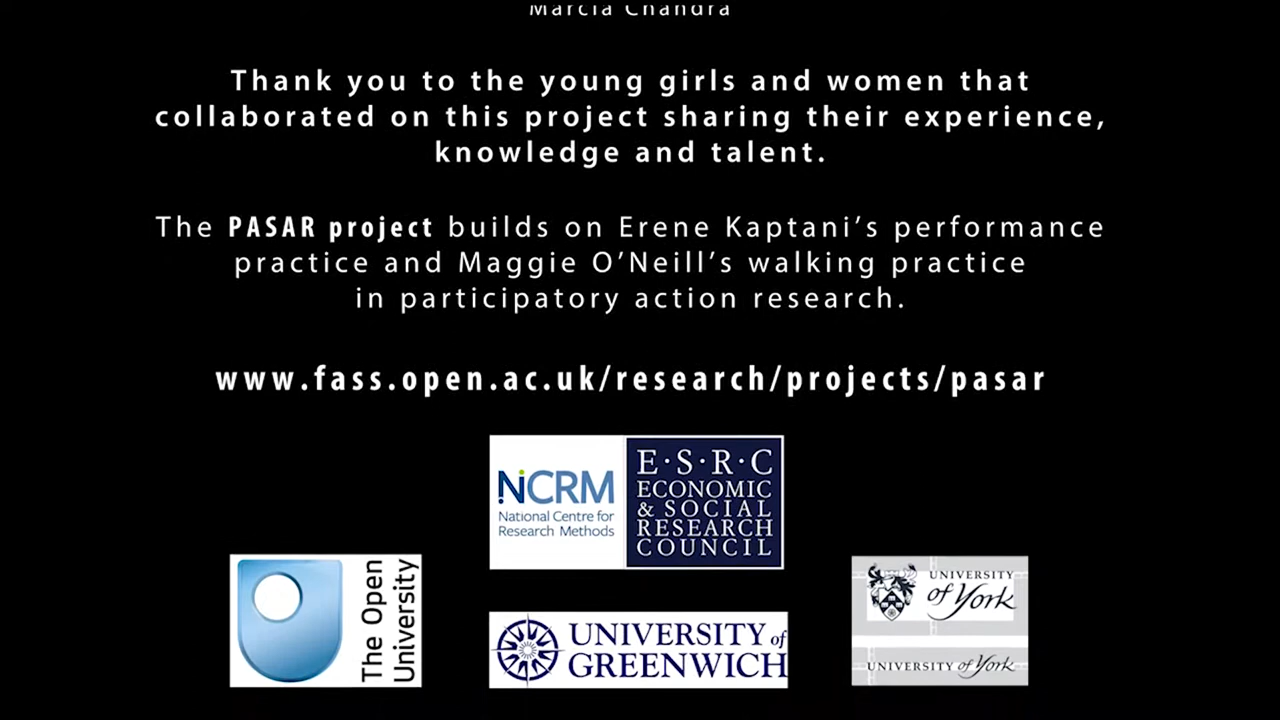 Marcia Chandra
Thank you to the young girls and women that
collaborated on this project sharing their experience,
knowledge and talent.
The PASAR project builds on Erene Kaptani’s performance
practice and Maggie O’Neill’s walking practice
in participatory action research.
www.fass.open.ac.uk/research/projects/pasar
NCRM
National Centre for
Research Methods
E·S·R·C
ECONOMIC
& SOCIAL
RESEARCH
COUNCIL
The Open
University
UNIVERSITY of
GREENWICH
UNIVERSITY
of York
UNIVERSITY of York